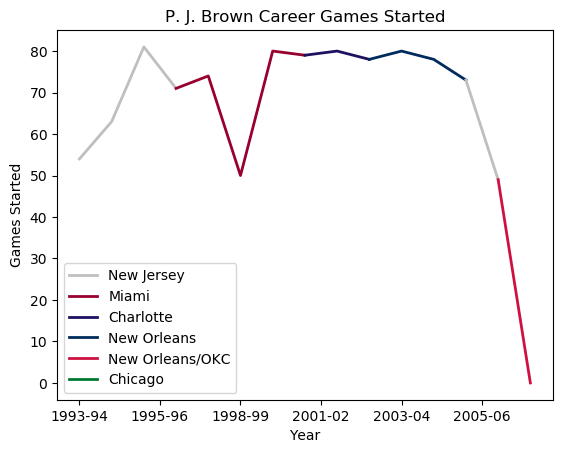 P. J. Brown Career Games Started
Games Started
80
70
60
50
40
30
20
10
0
New Jersey
Miami
Charlotte
New Orleans
New Orleans/OKC
Chicago
1993-94 1995-96 1998-99 2001-02 2003-04 2005-06
Year